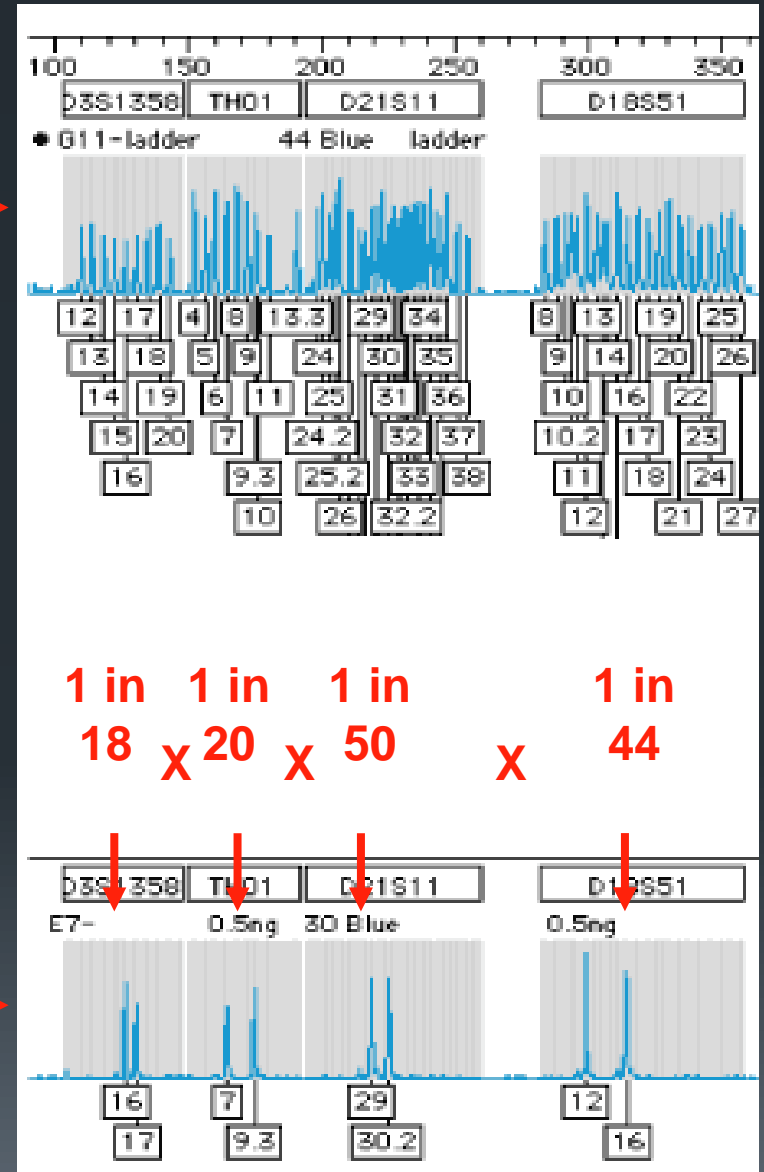 100 150 200 250 300 350
D3S1358 TH01 D21S11 D18S51
G11-ladder 44 Blue ladder
12 17 4 8 13.3 29 34 8 13 19 25
13 18 5 9 24 30 35 9 14 20 26
14 19 6 11 25 31 36 10 16 22
15 20 7 24.2 32 37 10.2 17 23
16 9.3 25.2 33 38 11 18 24
10 26 32.2 12 21 27
1 in 1 in 1 in 1 in
18 x 20 x 50 x 44
D3S1358 TH01 D21S11 D18S51
E7- 0.5ng 30 Blue 0.5ng
16 7 29 12
17 9.3 30.2 16